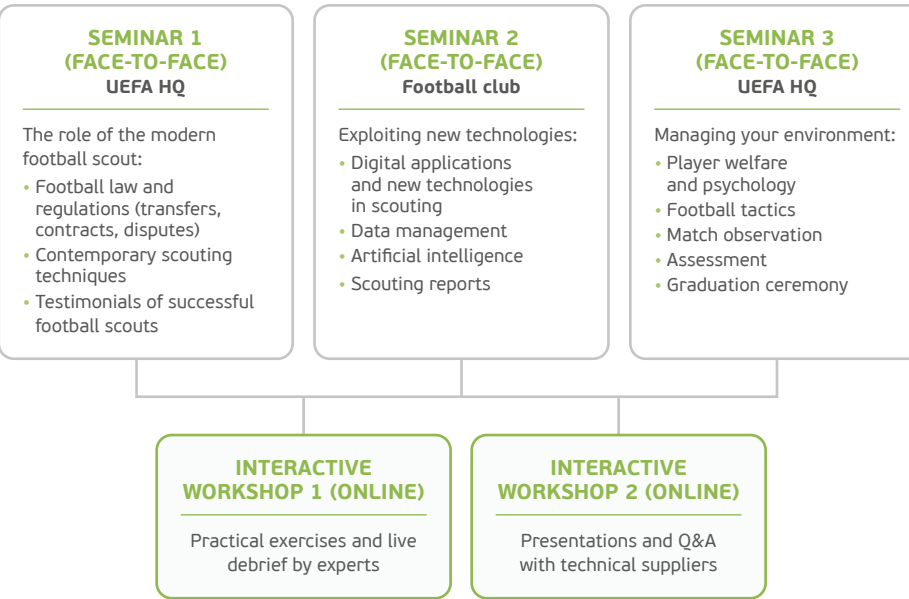 SEMINAR 1
(FACE-TO-FACE)
UEFA HQ
The role of the modern
football scout:
• Football law and
regulations (transfers,
contracts, disputes)
• Contemporary scouting
techniques
• Testimonials of successful
football scouts
SEMINAR 2
(FACE-TO-FACE)
Football club
Exploiting new technologies:
• Digital applications
and new technologies
in scouting
• Data management
• Artificial intelligence
• Scouting reports
SEMINAR 3
(FACE-TO-FACE)
UEFA HQ
Managing your environment:
• Player welfare
and psychology
• Football tactics
• Match observation
• Assessment
• Graduation ceremony
INTERACTIVE
WORKSHOP 1 (ONLINE)
Practical exercises and live
debrief by experts
INTERACTIVE
WORKSHOP 2 (ONLINE)
Presentations and Q&A
with technical suppliers